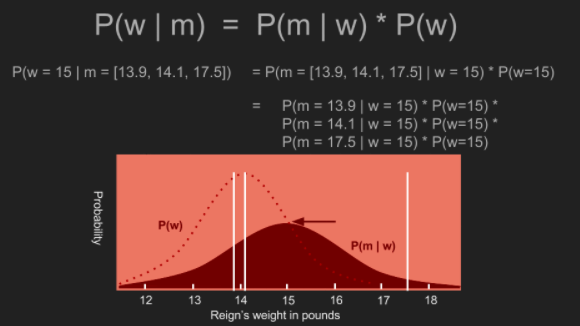 P(w | m) = P(m | w) * P(w)
P(w = 15 | m = [13.9, 14.1, 17.5]) = P(m = [13.9, 14.1, 17.5] | w = 15) * P(w=15)
= P(m = 13.9 | w = 15) * P(w=15) *
P(m = 14.1 | w = 15) * P(w=15) *
P(m = 17.5 | w = 15) * P(w=15)
Probability
P(w)
P(m | w)
12 13 14 15 16 17 18
Reign's weight in pounds